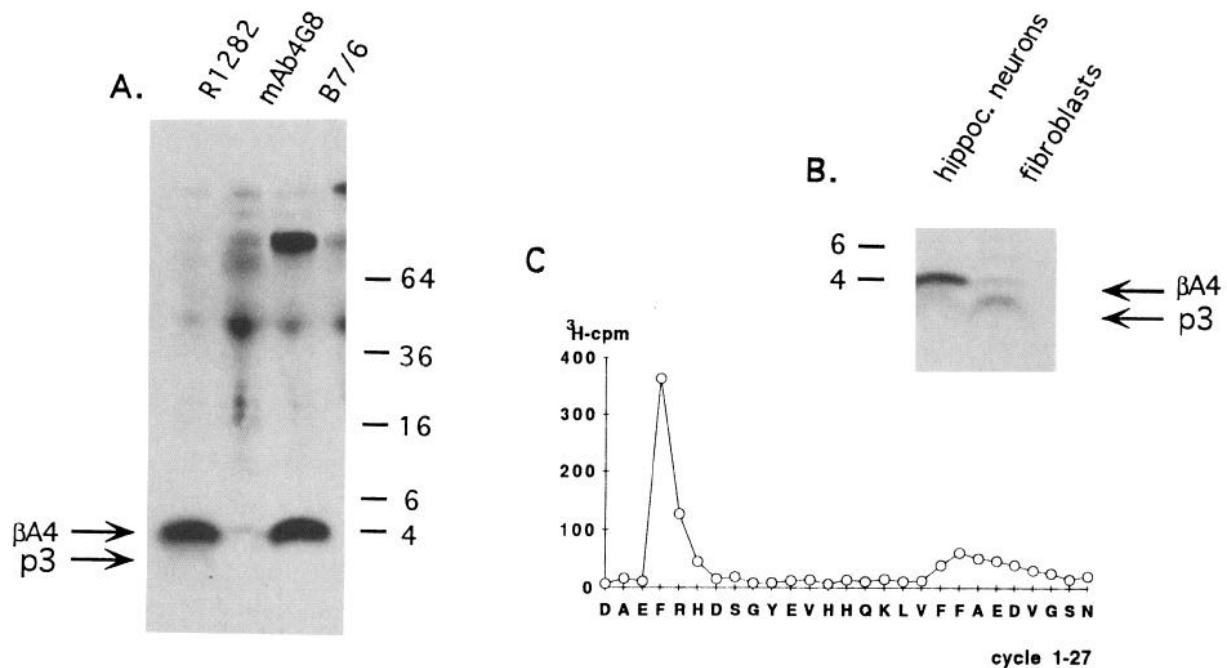 A.
R1282
mAb4G8
B7/6
64
36
16
6
4
βA4
p3
B.
hippoc. neurons
fibroblasts
6
4
βA4
p3
C
³H-cpm
400
300
200
100
0
D A E F R H D S G Y E V H H Q K L V F F A E D V G S N
cycle 1-27